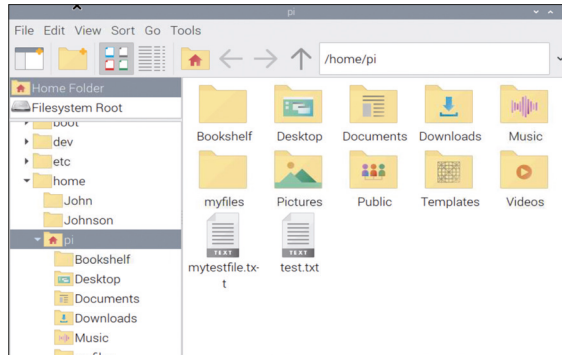 pi
File Edit View Sort Go Tools
/home/pi
Home Folder
Filesystem Root
boot
dev
etc
home
John
Johnson
pi
Bookshelf
Desktop
Documents
Downloads
Music
Bookshelf Desktop Documents Downloads Music
myfiles Pictures Public Templates Videos
TEXT TEXT
mytestfile.tx- test.txt
t